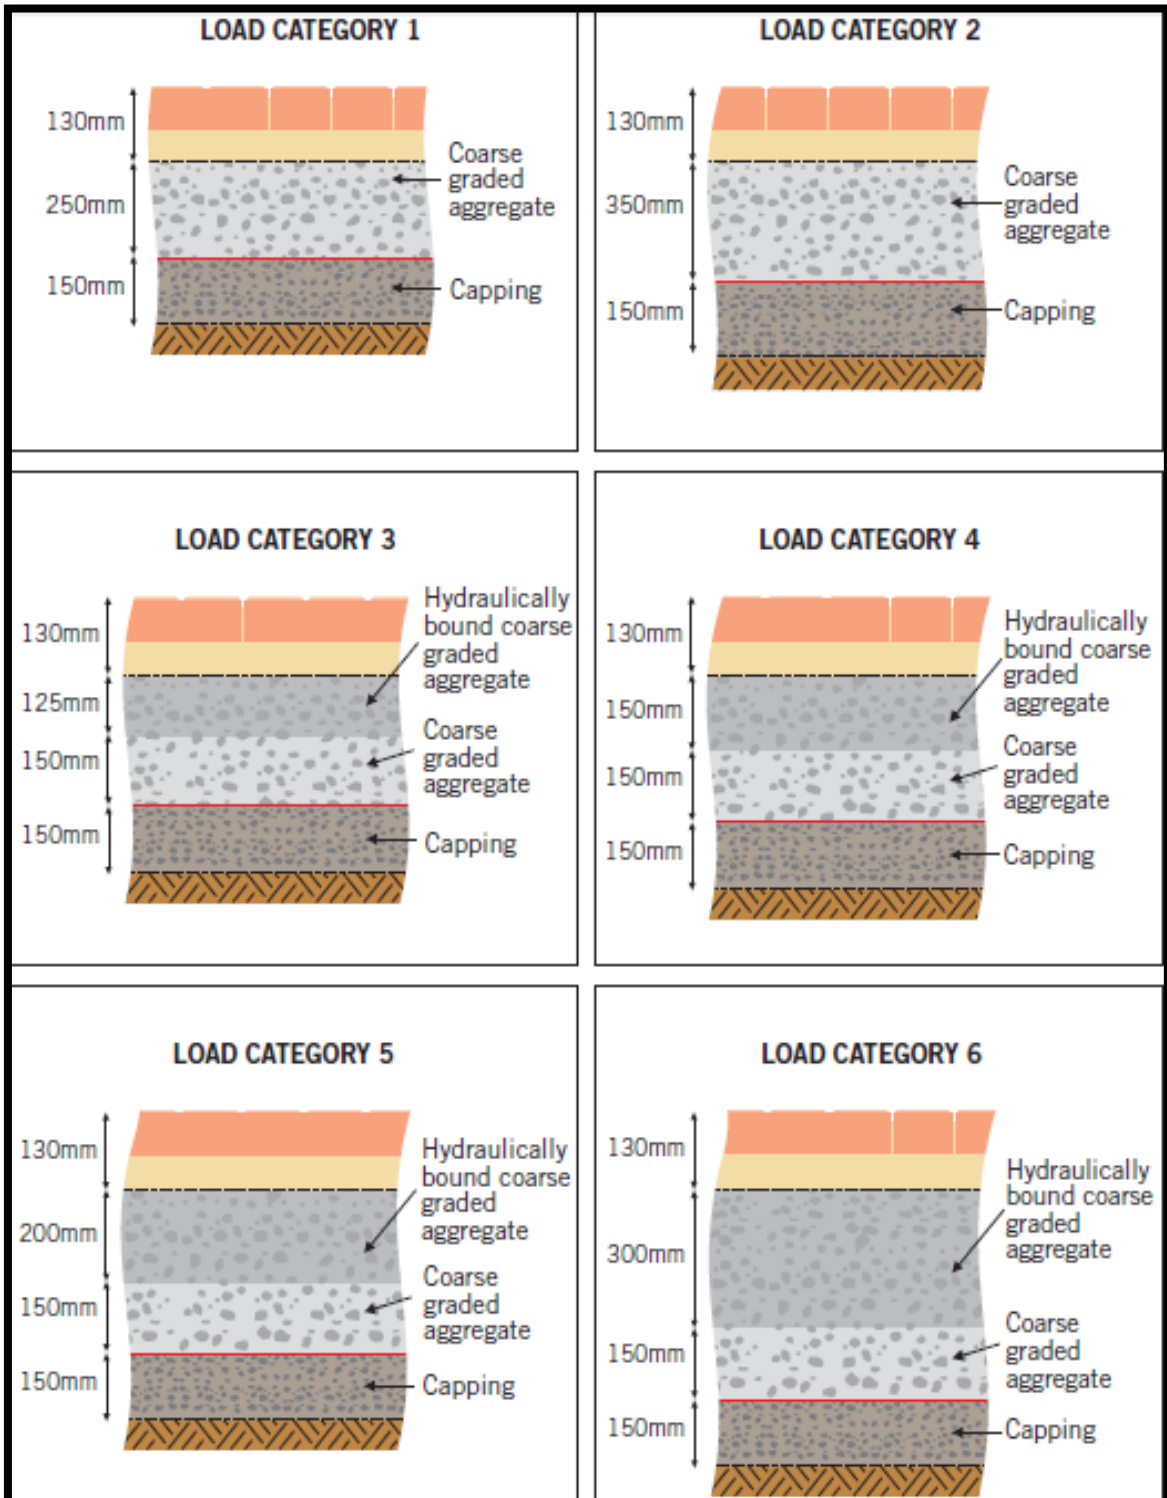 LOAD CATEGORY 1
130mm
250mm
150mm
Coarse
graded
aggregate
Capping
LOAD CATEGORY 2
130mm
350mm
150mm
Coarse
graded
aggregate
Capping
LOAD CATEGORY 3
130mm
125mm
150mm
150mm
Hydraulically
bound coarse
graded
aggregate
Coarse
graded
aggregate
Capping
LOAD CATEGORY 4
130mm
150mm
150mm
150mm
Hydraulically
bound coarse
graded
aggregate
Coarse
graded
aggregate
Capping
LOAD CATEGORY 5
130mm
200mm
150mm
150mm
Hydraulically
bound coarse
graded
aggregate
Coarse
graded
aggregate
Capping
LOAD CATEGORY 6
130mm
300mm
150mm
150mm
Hydraulically
bound coarse
graded
aggregate
Coarse
graded
aggregate
Capping